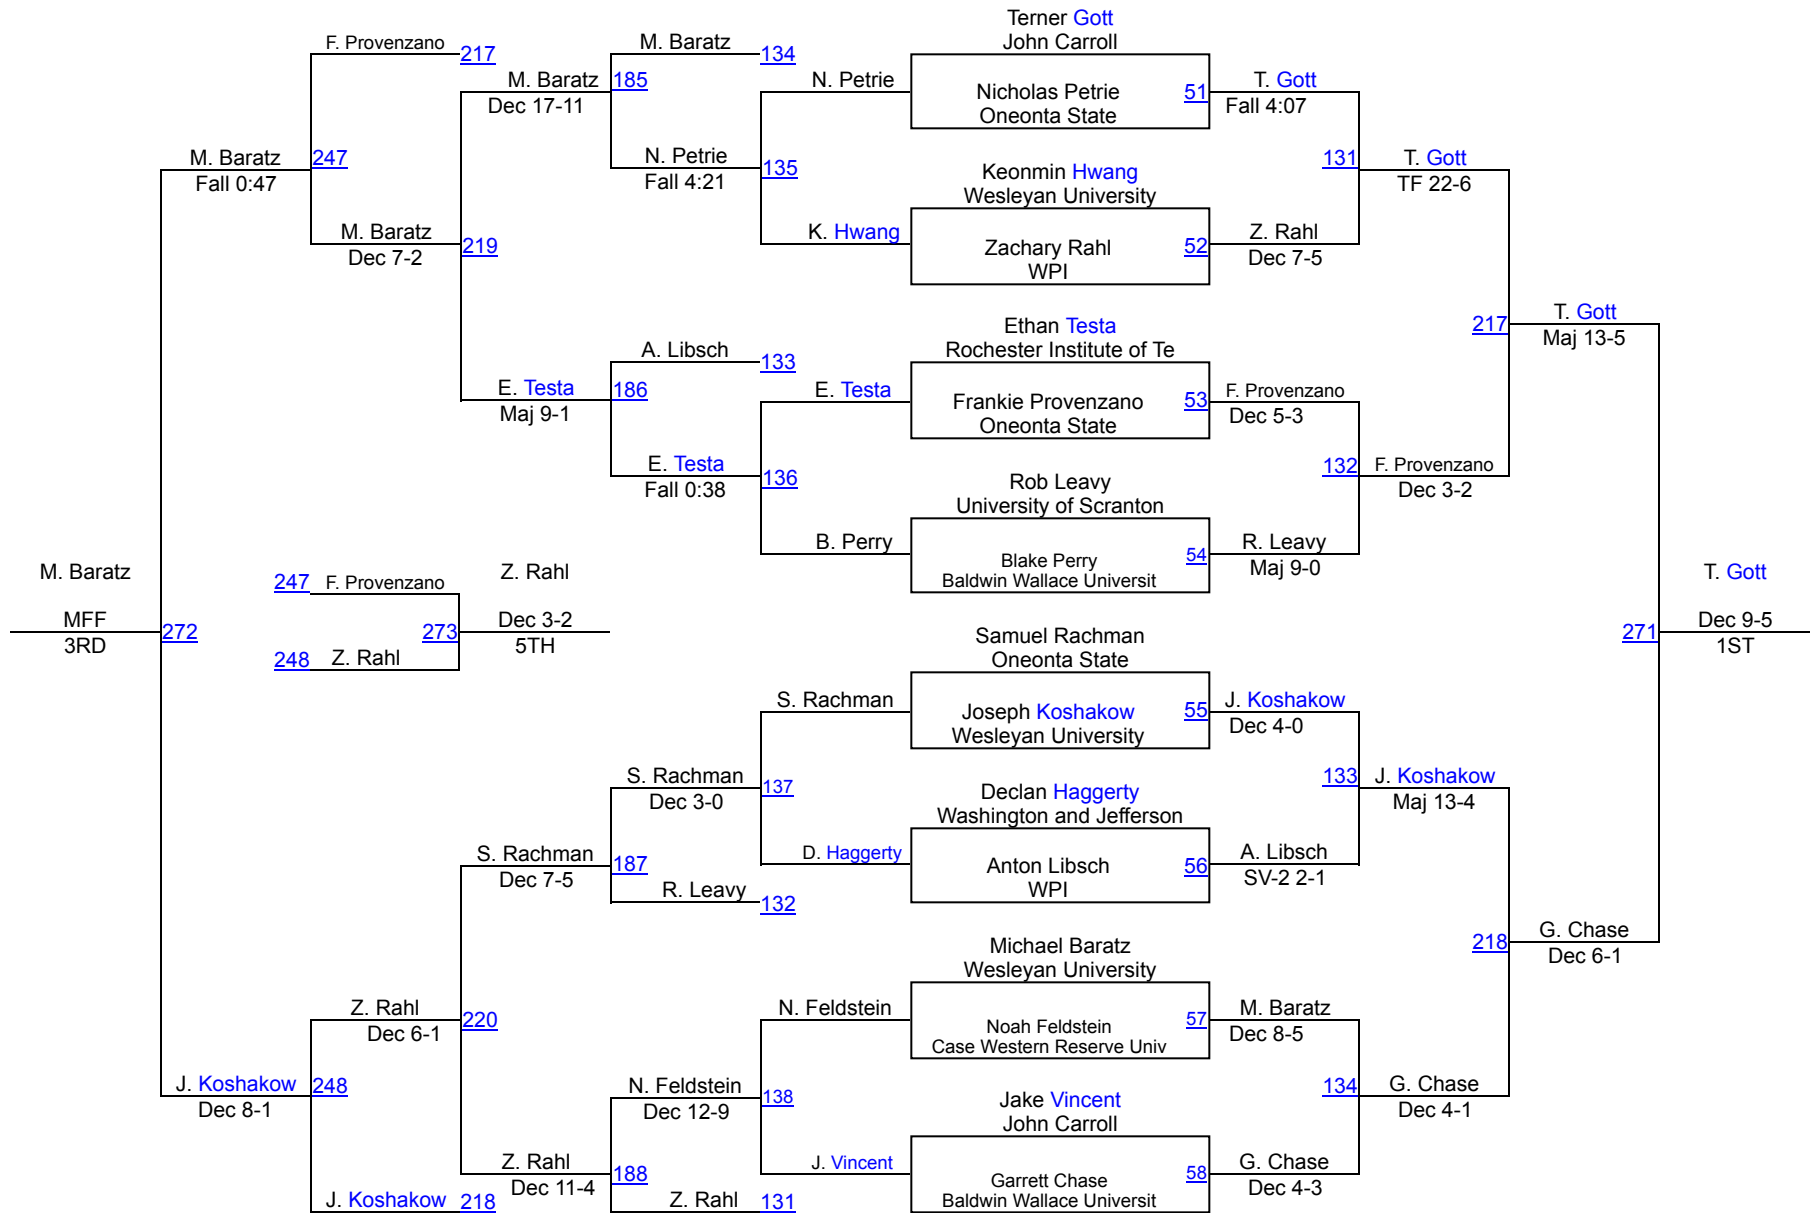 Terner Gott
John Carroll
F. Provenzano
217
M. Baratz
134
M. Baratz
185
Dec 17-11
N. Petrie
Nicholas Petrie
Oneonta State
51
T. Gott
Fall 4:07
M. Baratz
247
Fall 0:47
N. Petrie
135
Fall 4:21
Keonmin Hwang
Wesleyan University
131
T. Gott
TF 22-6
M. Baratz
219
Dec 7-2
K. Hwang
Zachary Rahl
WPI
52
Z. Rahl
Dec 7-5
Ethan Testa
Rochester Institute of Te
217
T. Gott
Maj 13-5
A. Libsch
133
E. Testa
186
Maj 9-1
E. Testa
Frankie Provenzano
Oneonta State
53
F. Provenzano
Dec 5-3
E. Testa
136
Fall 0:38
Rob Leavy
University of Scranton
132
F. Provenzano
Dec 3-2
B. Perry
Blake Perry
Baldwin Wallace Universit
54
R. Leavy
Maj 9-0
M. Baratz
MFF
3RD
272
247
F. Provenzano
Z. Rahl
273
Dec 3-2
5TH
248
Z. Rahl
T. Gott
271
Dec 9-5
1ST
Samuel Rachman
Oneonta State
S. Rachman
Joseph Koshakow
Wesleyan University
55
J. Koshakow
Dec 4-0
S. Rachman
137
Dec 3-0
Declan Haggerty
Washington and Jefferson
133
J. Koshakow
Maj 13-4
S. Rachman
187
Dec 7-5
D. Haggerty
Anton Libsch
WPI
56
A. Libsch
SV-2 2-1
R. Leavy
132
Michael Baratz
Wesleyan University
218
G. Chase
Dec 6-1
Z. Rahl
220
Dec 6-1
N. Feldstein
Noah Feldstein
Case Western Reserve Univ
57
M. Baratz
Dec 8-5
J. Koshakow
248
Dec 8-1
N. Feldstein
138
Dec 12-9
Jake Vincent
John Carroll
134
G. Chase
Dec 4-1
Z. Rahl
188
Dec 11-4
J. Vincent
Garrett Chase
Baldwin Wallace Universit
58
G. Chase
Dec 4-3
J. Koshakow
218
Z. Rahl
131